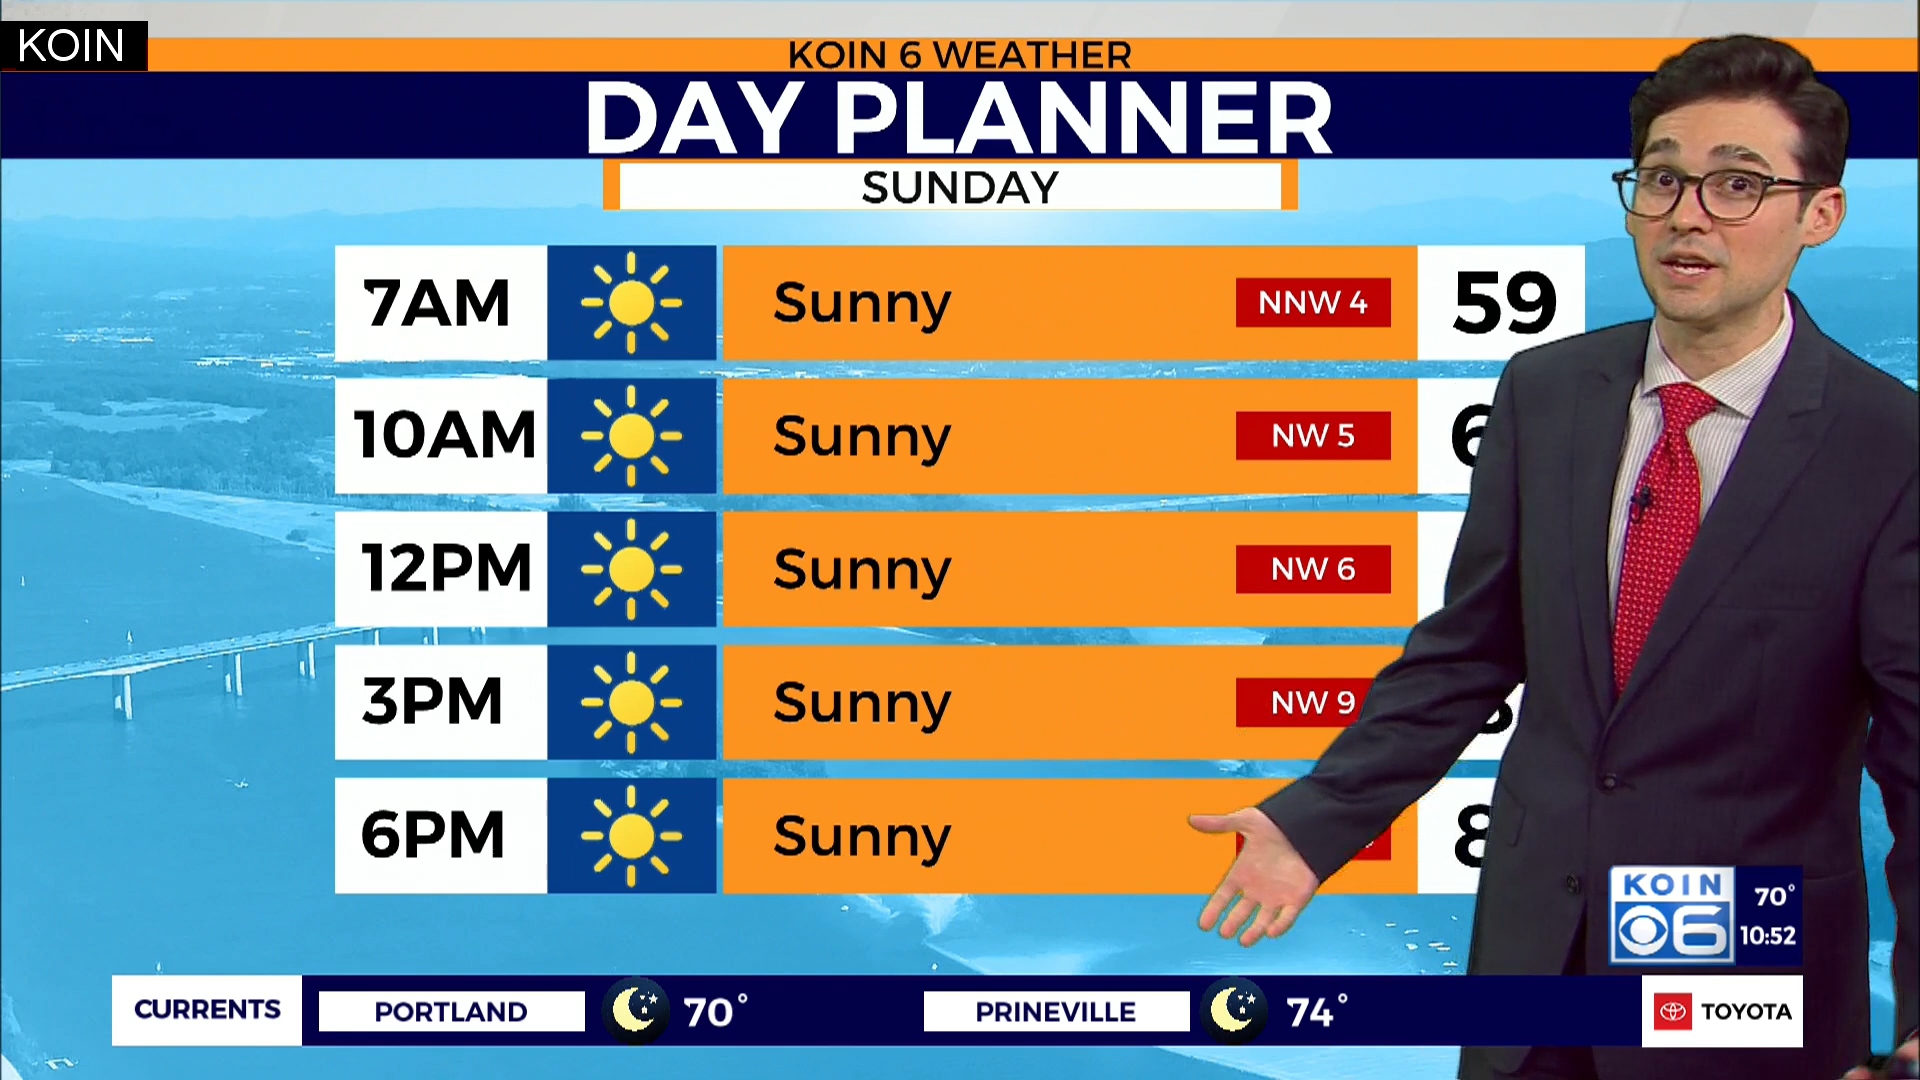 KOIN
KOIN 6 WEATHER
DAY PLANNER
SUNDAY
7AM Sunny NNW 4 59
10AM Sunny NW 5
12PM Sunny NW 6
3PM Sunny NW 9
6PM Sunny
KOIN 6
70°
10:52
CURRENTS PORTLAND 70° PRINEVILLE 74° TOYOTA